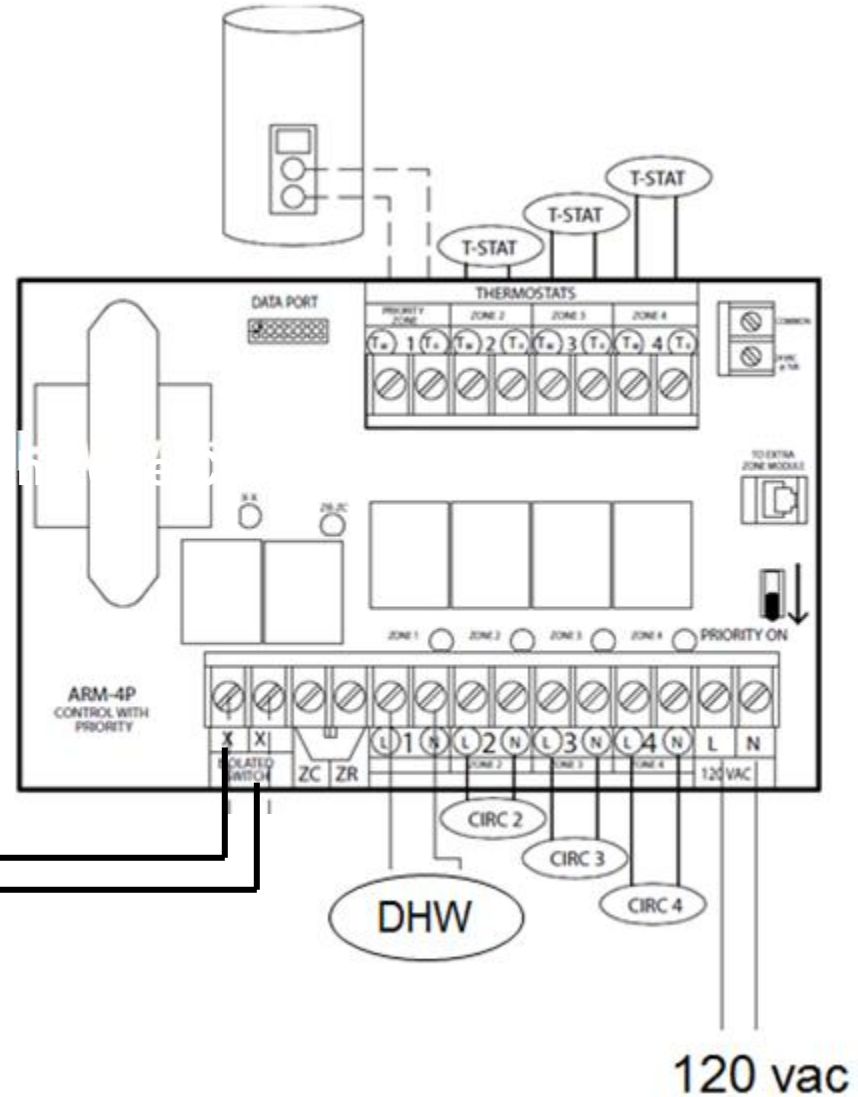 T-STAT
T-STAT
T-STAT
DATA PORT
THERMOSTATS
PRIORITY ZONE
ZONE 2
ZONE 3
ZONE 4
1
2
3
4
COMMON
TO EXTRA
ZONE MODULE
X X
ZR ZC
ZONE 1
ZONE 2
ZONE 3
ZONE 4
PRIORITY ON
ARM-4P
CONTROL WITH
PRIORITY
X X
ISOLATED
SWITCH
ZC ZR
L 1 N L 2 N L 3 N L 4 N L N
ZONE 2
ZONE 3
ZONE 4
120 VAC
CIRC 2
CIRC 3
CIRC 4
DHW
120 vac